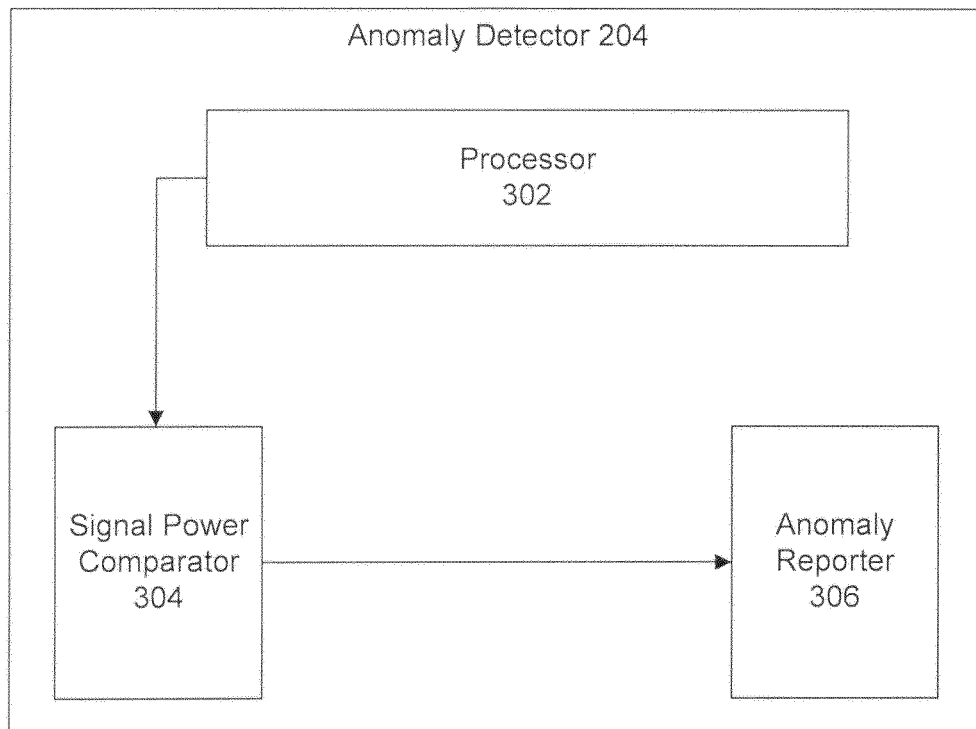 Anomaly Detector 204
Processor
302
Signal Power
Comparator
304
Anomaly
Reporter
306